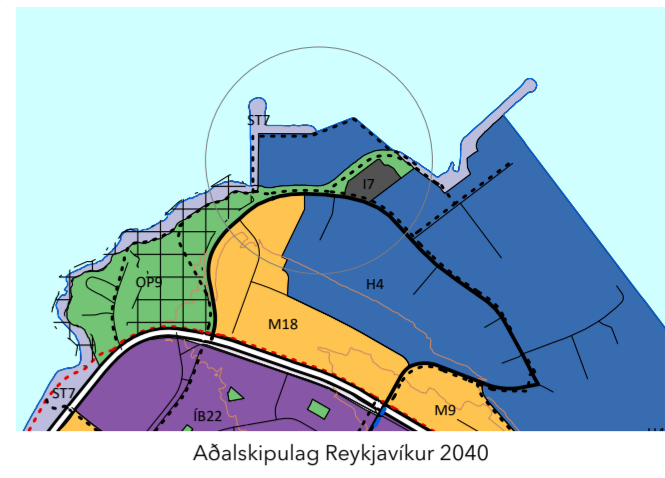 ST7
I7
OP9
H4
M18
ST7
M9
ÍB22
Aðalskipulag Reykjavíkur 2040